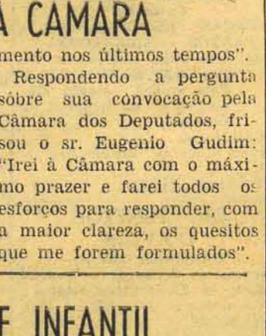 A CAMARA
mento nos últimos tempos".
Respondendo a pergunta
sôbre sua cônvocação pela
Câmara dos Deputados, fri-
sou o sr. Eugenio Gudim:
"Irei à Câmara com o máxi-
mo prazer e farei todos os
esforços para responder, com
a maior clareza, os quesitos
que me forem formulados".
E INFANTIL